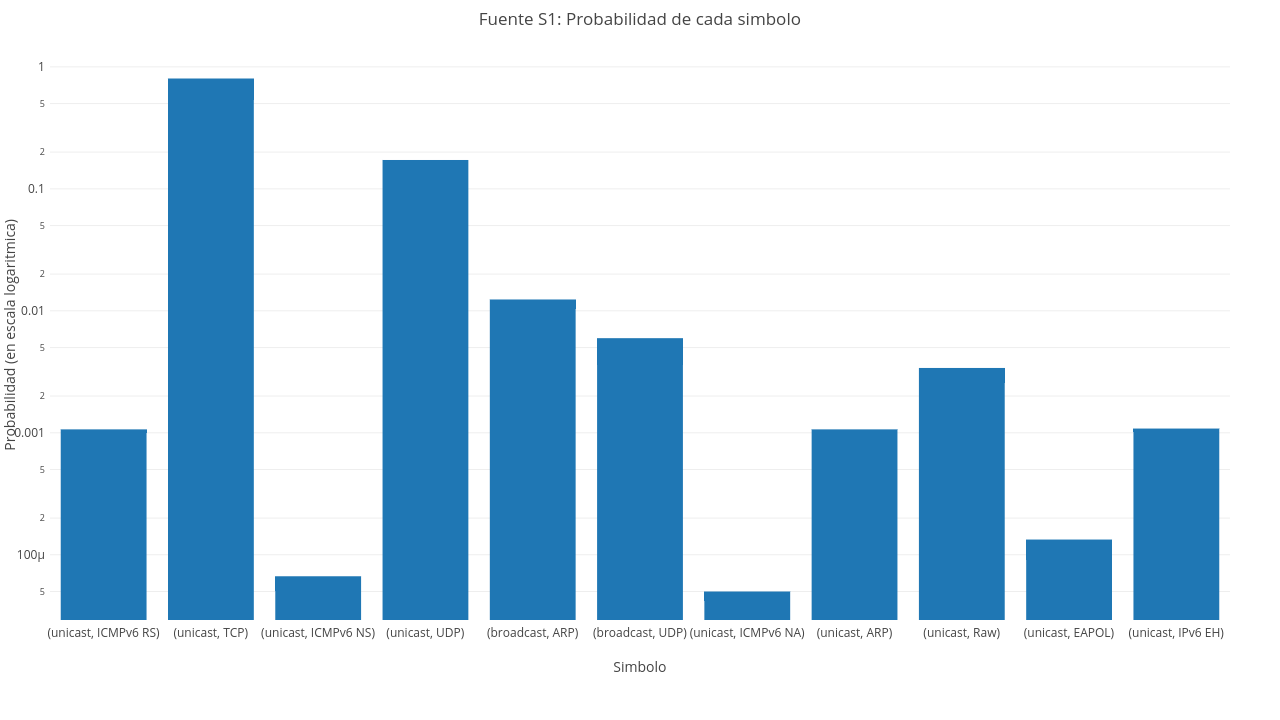 Fuente S1: Probabilidad de cada simbolo
Probabilidad (en escala logaritmica)
1
5
2
0.1
5
2
0.01
5
2
0.001
5
2
100μ
5
(unicast, ICMPv6 RS)
(unicast, TCP)
(unicast, ICMPv6 NS)
(unicast, UDP)
(broadcast, ARP)
(broadcast, UDP)
(unicast, ICMPv6 NA)
(unicast, ARP)
(unicast, Raw)
(unicast, EAPOL)
(unicast, IPv6 EH)
Simbolo